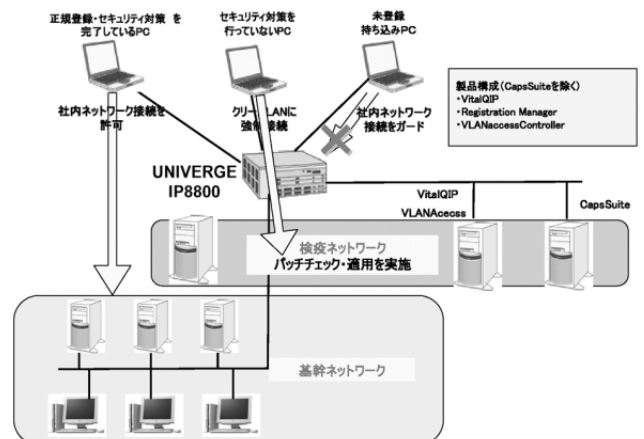 正規登録・セキュリティ対策 を
完了しているPC
セキュリティ対策を
行っていないPC
未登録
持ち込みPC
社内ネットワーク接続を
許可
クリーンLANに
強制接続
社内ネットワーク
接続をガード
製品構成(CapsSuiteを除く)
・VitalQIP
・Registration Manager
・VLANaccessController
UNIVERGE
IP8800
VitalQIP
VLANAcecss
CapsSuite
検疫ネットワーク
パッチチェック・適用を実施
基幹ネットワーク